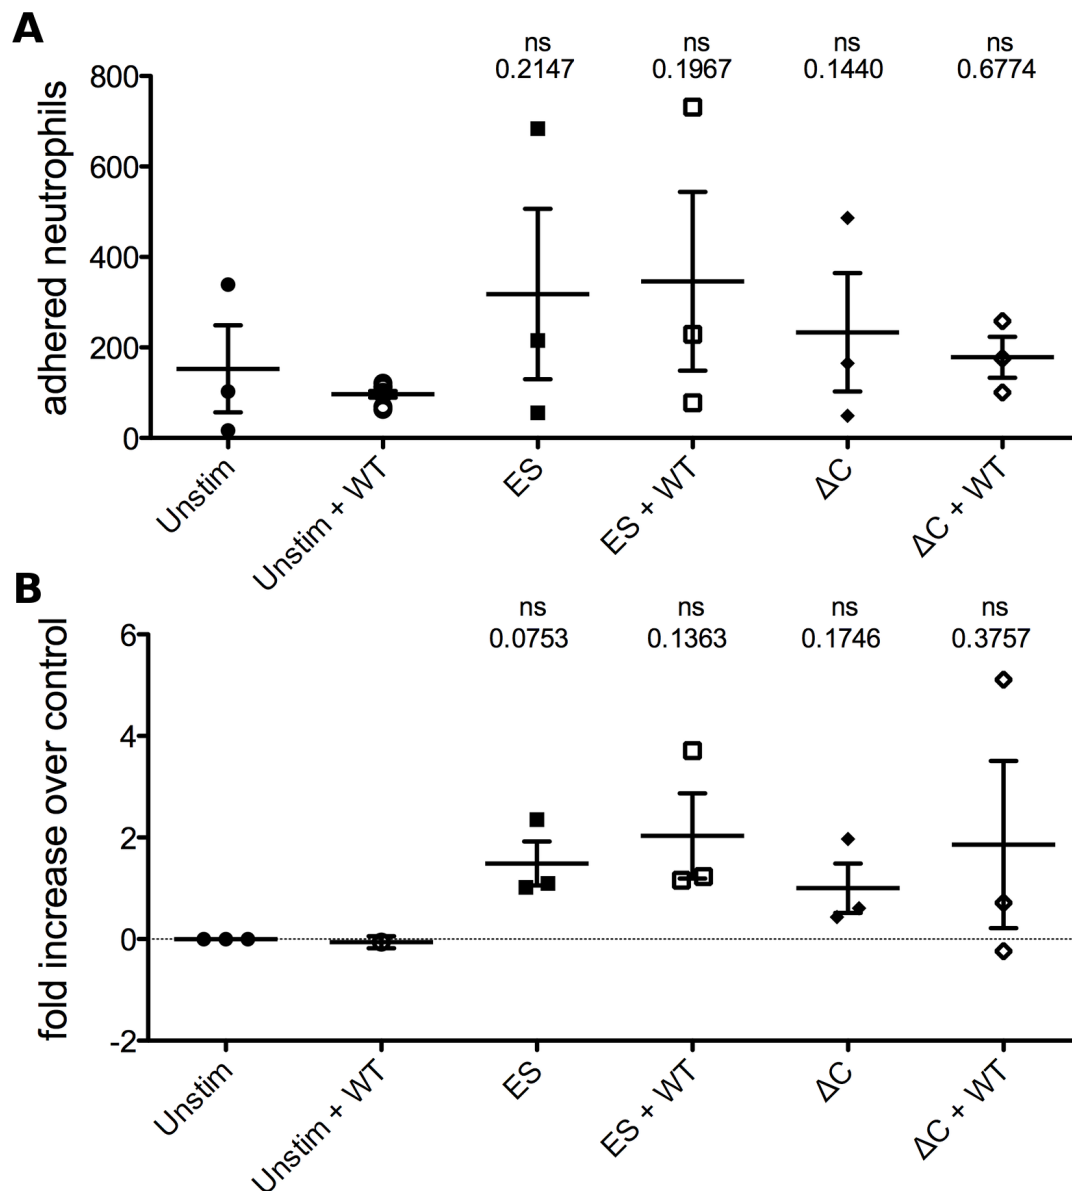 A
ns ns ns ns
0.2147 0.1967 0.1440 0.6774
adhered neutrophils
800
600
400
200
0
Unstim Unstim + WT ES ES + WT ΔC ΔC + WT
B
ns ns ns ns
0.0753 0.1363 0.1746 0.3757
fold increase over control
6
4
2
0
-2
Unstim Unstim + WT ES ES + WT ΔC ΔC + WT